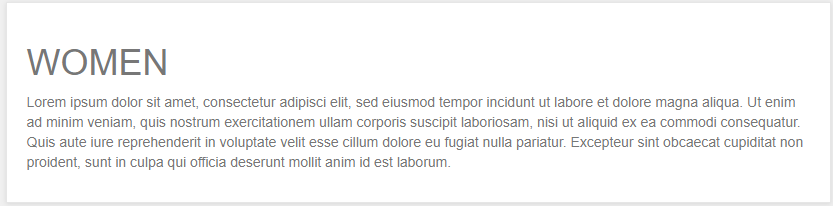 WOMEN
Lorem ipsum dolor sit amet, consectetur adipisci elit, sed eiusmod tempor incidunt ut labore et dolore magna aliqua. Ut enim
ad minim veniam, quis nostrum exercitationem ullam corporis suscipit laboriosam, nisi ut aliquid ex ea commodi consequatur.
Quis aute iure reprehenderit in voluptate velit esse cillum dolore eu fugiat nulla pariatur. Excepteur sint obcaecat cupiditat non
proident, sunt in culpa qui officia deserunt mollit anim id est laborum.